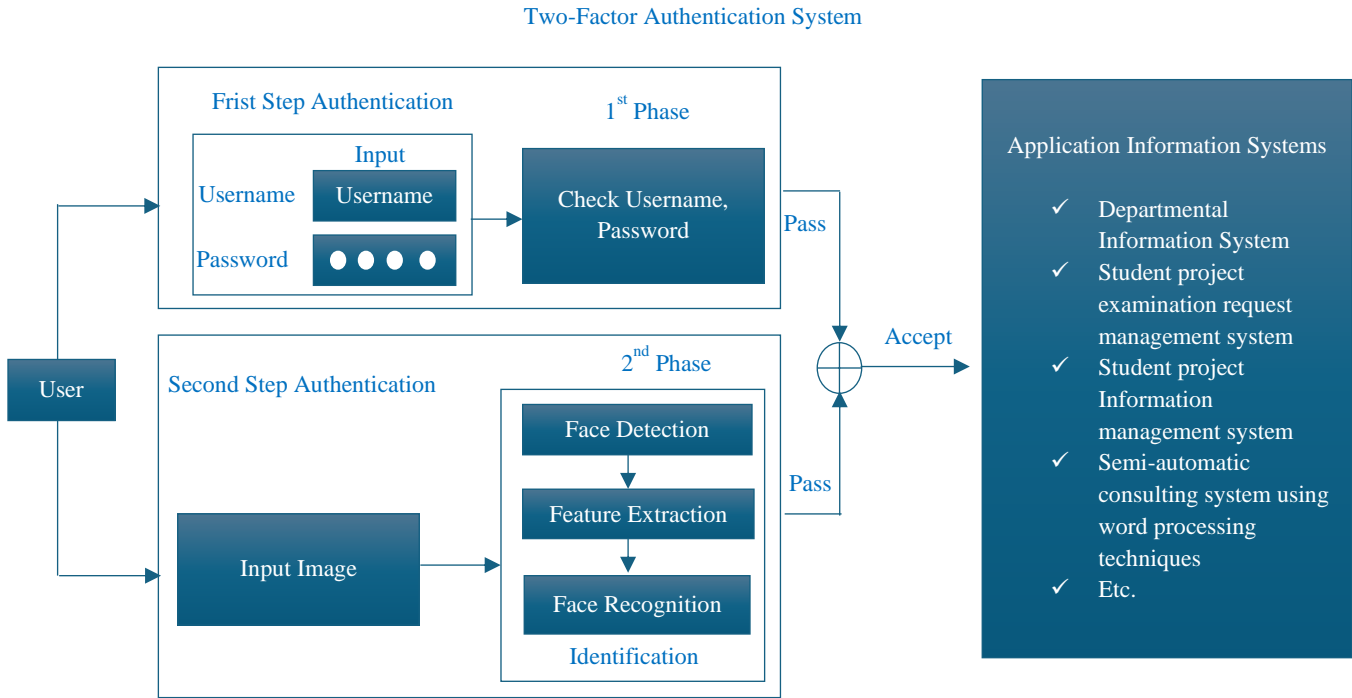 Two-Factor Authentication System
Frist Step Authentication
1st Phase
Input
Username
Username
Password
Check Username,
Password
Pass
User
Second Step Authentication
2nd Phase
Input Image
Face Detection
Feature Extraction
Face Recognition
Identification
Pass
Accept
Application Information Systems
✓ Departmental
Information System
✓ Student project
examination request
management system
✓ Student project
Information
management system
✓ Semi-automatic
consulting system using
word processing
techniques
✓ Etc.